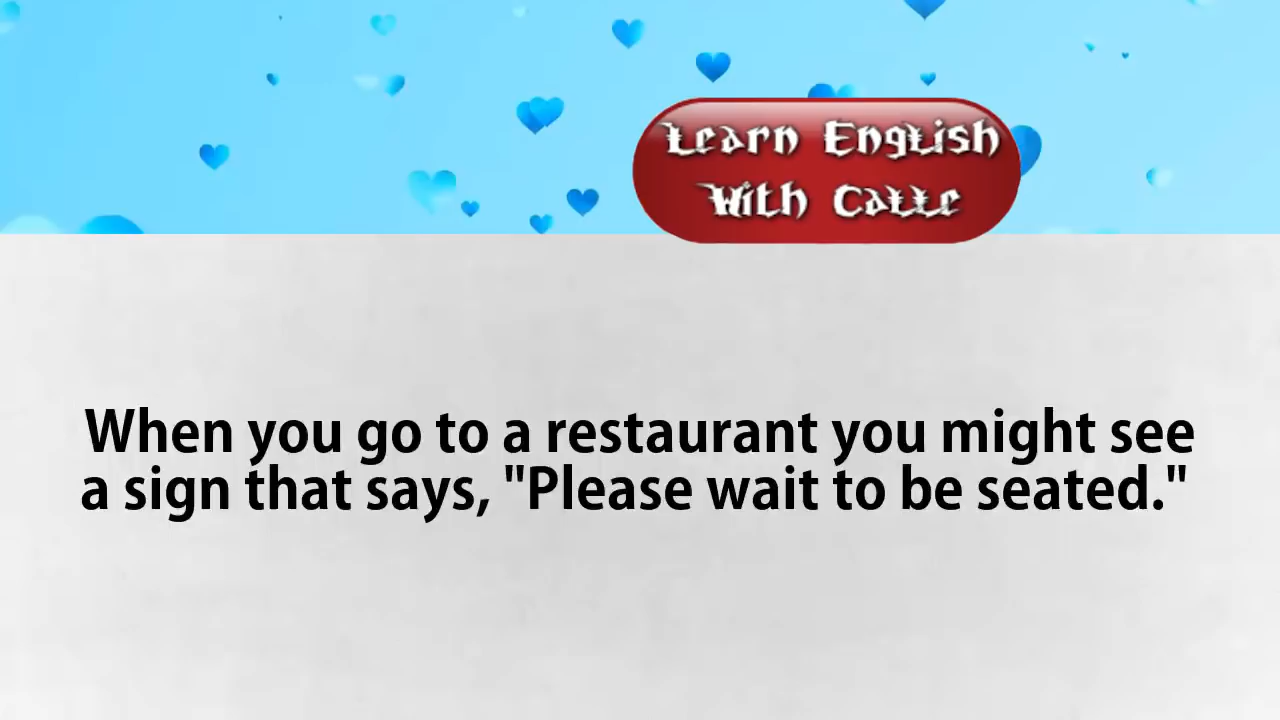 Learn English
With Calle
When you go to a restaurant you might see
a sign that says, "Please wait to be seated."